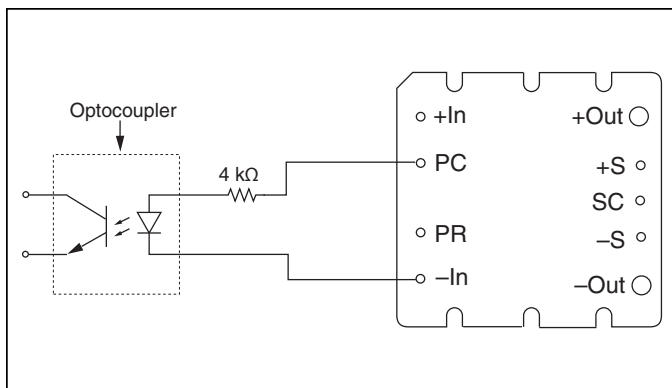 Optocoupler
4 kΩ
+In
PC
PR
–In
+Out
+S
SC
–S
–Out